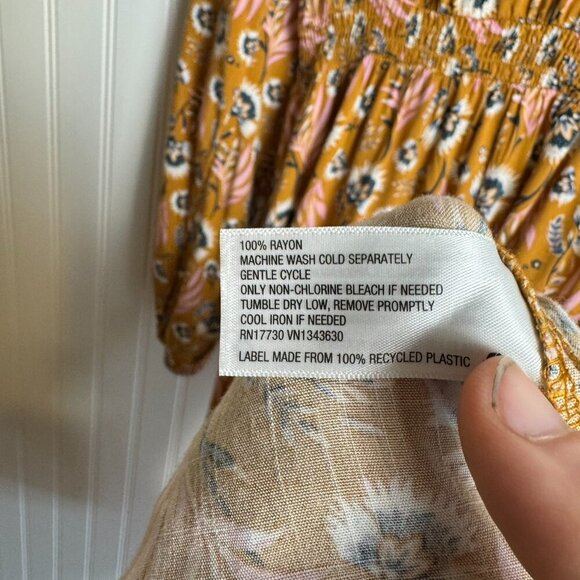 100% RAYON
MACHINE WASH COLD SEPARATELY
GENTLE CYCLE
ONLY NON-CHLORINE BLEACH IF NEEDED
TUMBLE DRY LOW, REMOVE PROMPTLY
COOL IRON IF NEEDED
RN17730 VN1343630
LABEL MADE FROM 100% RECYCLED PLASTIC